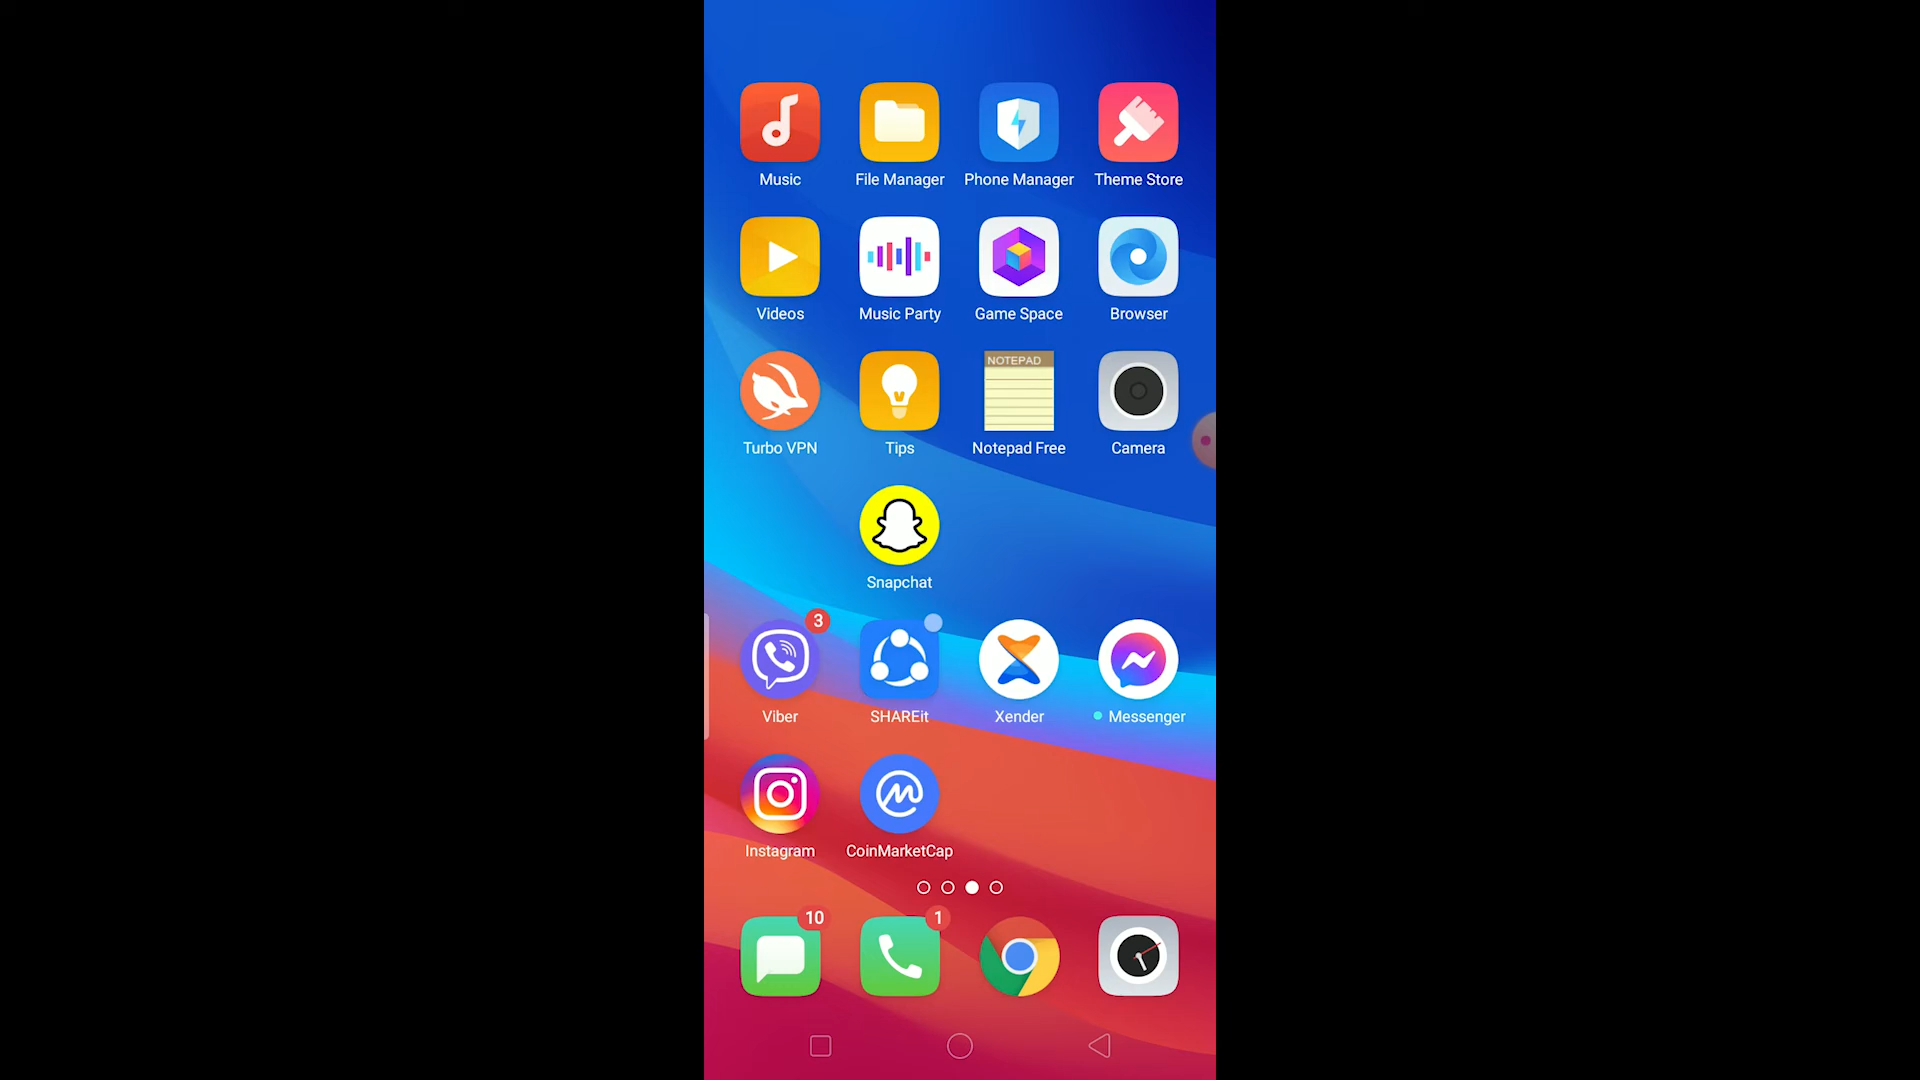 Music
File Manager
Phone Manager
Theme Store
Videos
Music Party
Game Space
Browser
NOTEPAD
Turbo VPN
Tips
Notepad Free
Camera
Snapchat
3
Viber
SHAREit
Xender
Messenger
Instagram
CoinMarketCap
10
1